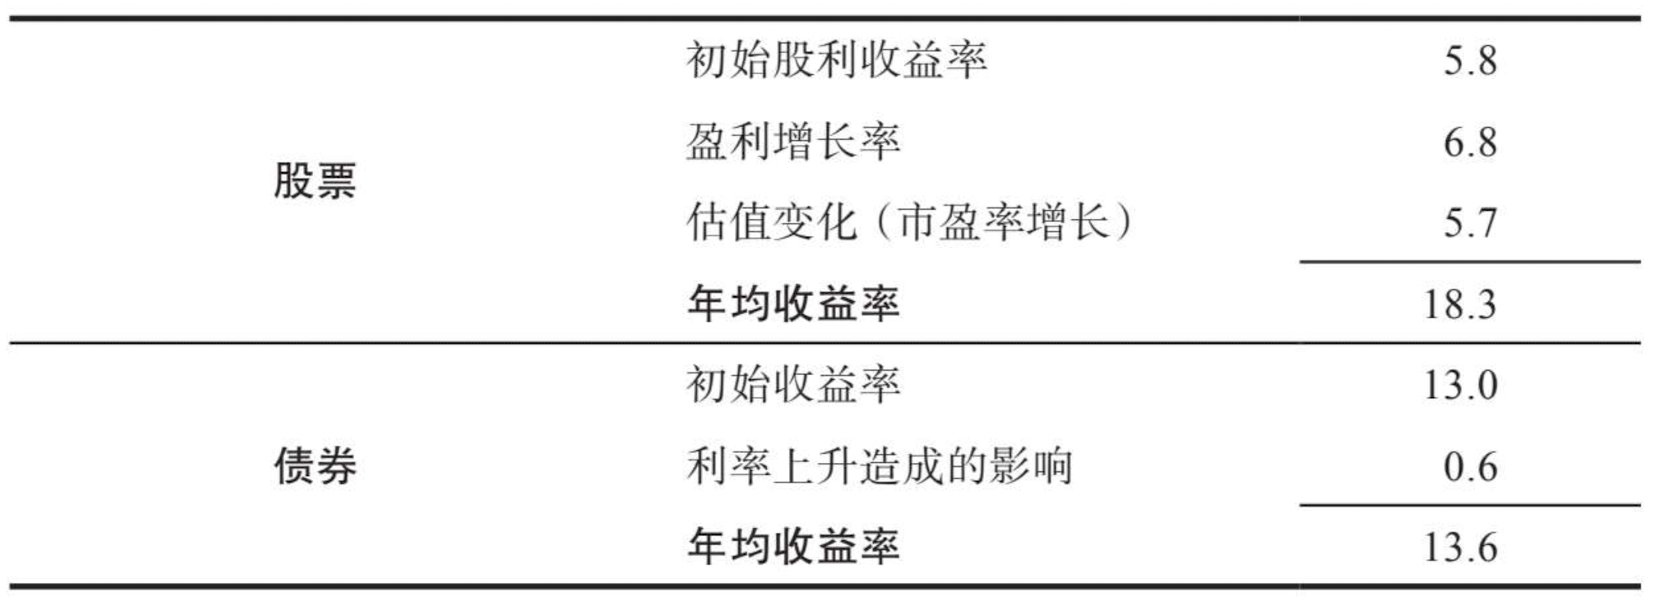 股票
初始股利收益率 5.8
盈利增长率 6.8
估值变化（市盈率增长） 5.7
年均收益率 18.3
债券
初始收益率 13.0
利率上升造成的影响 0.6
年均收益率 13.6